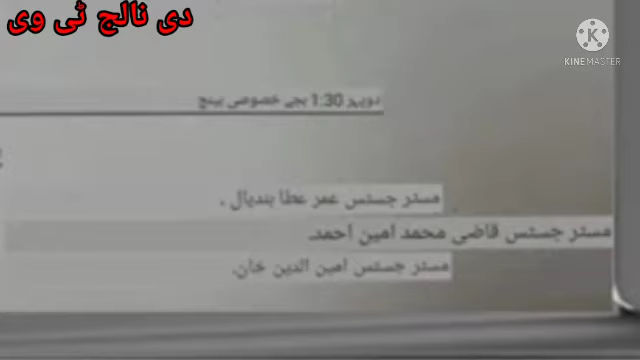 دی نالج ٹی وی
KINEMASTER
دوپہر 1:30 بجے خصوصی بینچ
مسٹر جسٹس عمر عطا بندیال .
مسٹر جسٹس قاضی محمد امین احمد.
مسٹر جسٹس امین الدین خان.